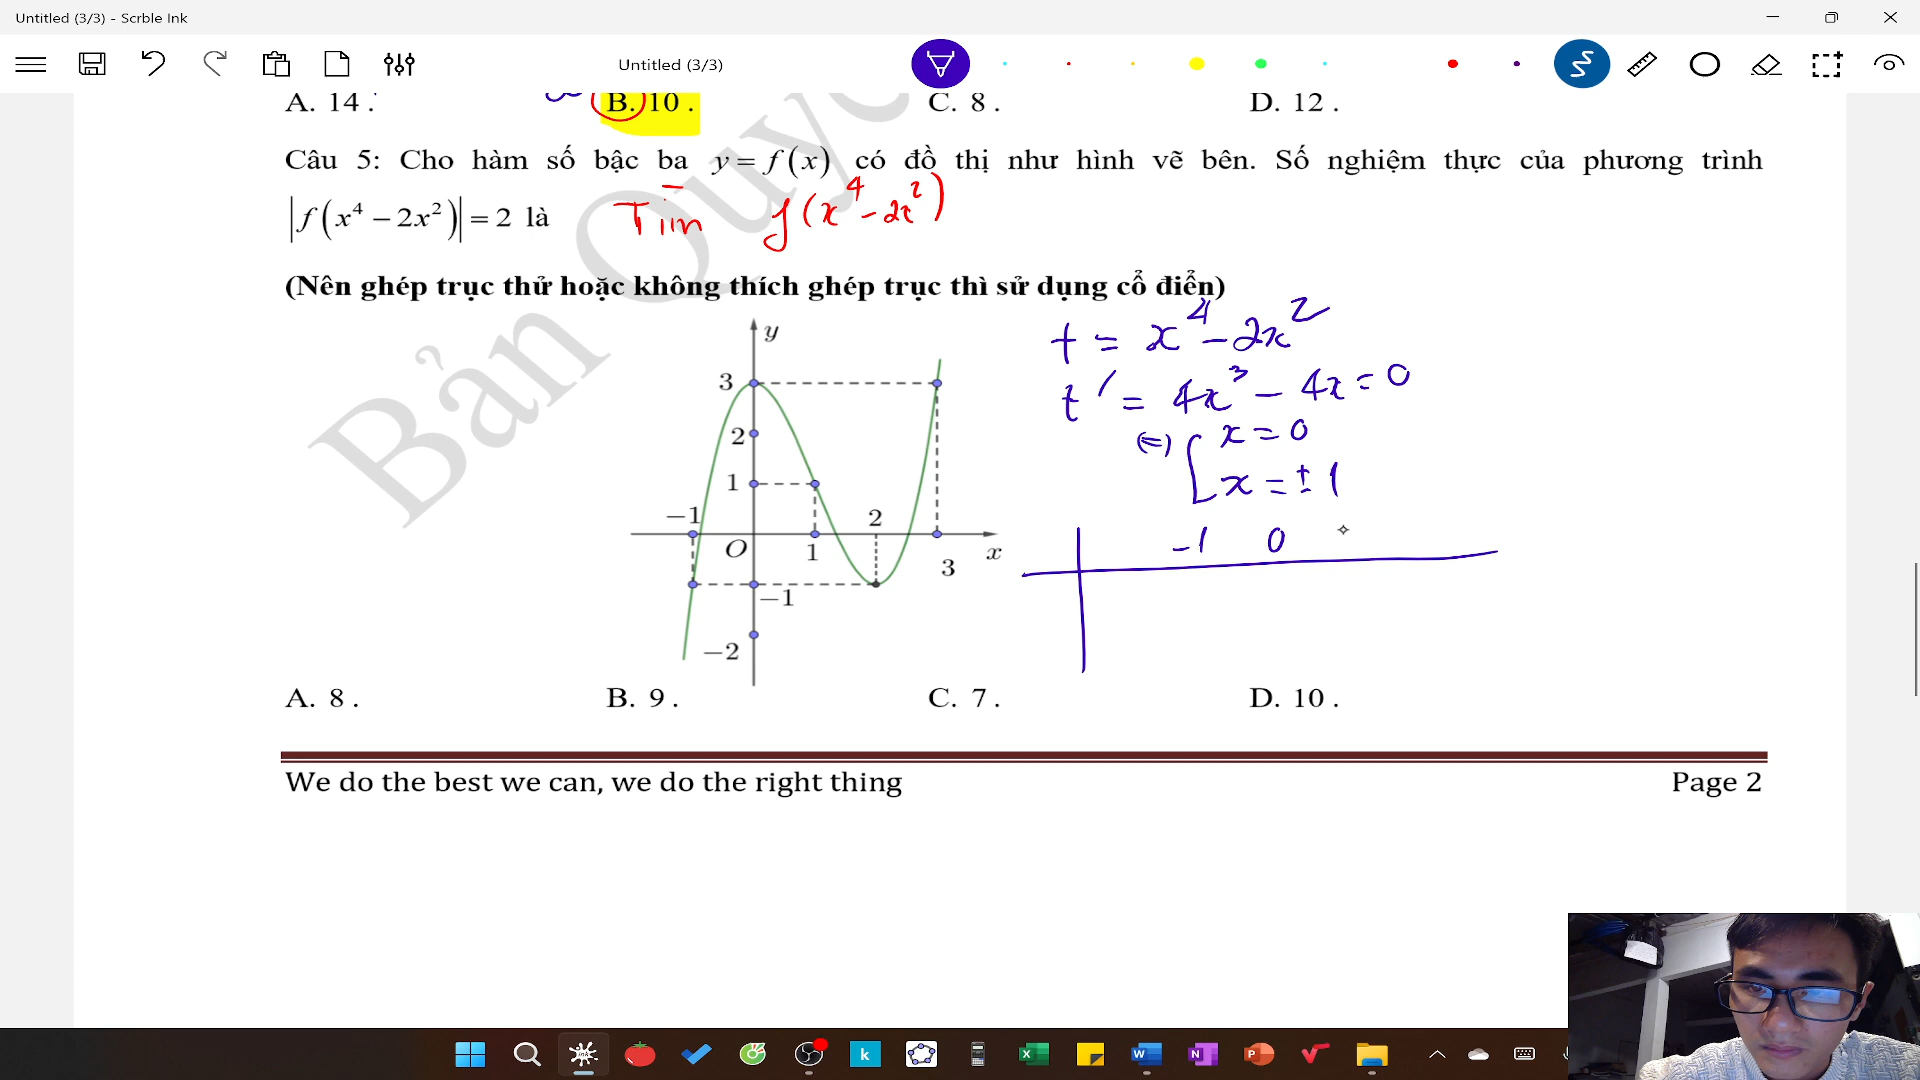 Untitled (3/3) - Scrble Ink
Untitled (3/3)
A. 14 . B. 10 . C. 8 . D. 12 .
Câu 5: Cho hàm số bậc ba y = f(x) có đồ thị như hình vẽ bên. Số nghiệm thực của phương trình
|f(x⁴ − 2x²)| = 2 là
Tìm f(x⁴ - 2x²)
(Nên ghép trục thử hoặc không thích ghép trục thì sử dụng cổ điển)
t = x⁴ - 2x²
t' = 4x³ - 4x = 0
(=) [ x = 0
x = ± 1
-1 0
y
3
2
1
−1 2
O 1 3 x
−1
−2
A. 8 . B. 9 . C. 7 . D. 10 .
We do the best we can, we do the right thing Page 2
Bản Quyề